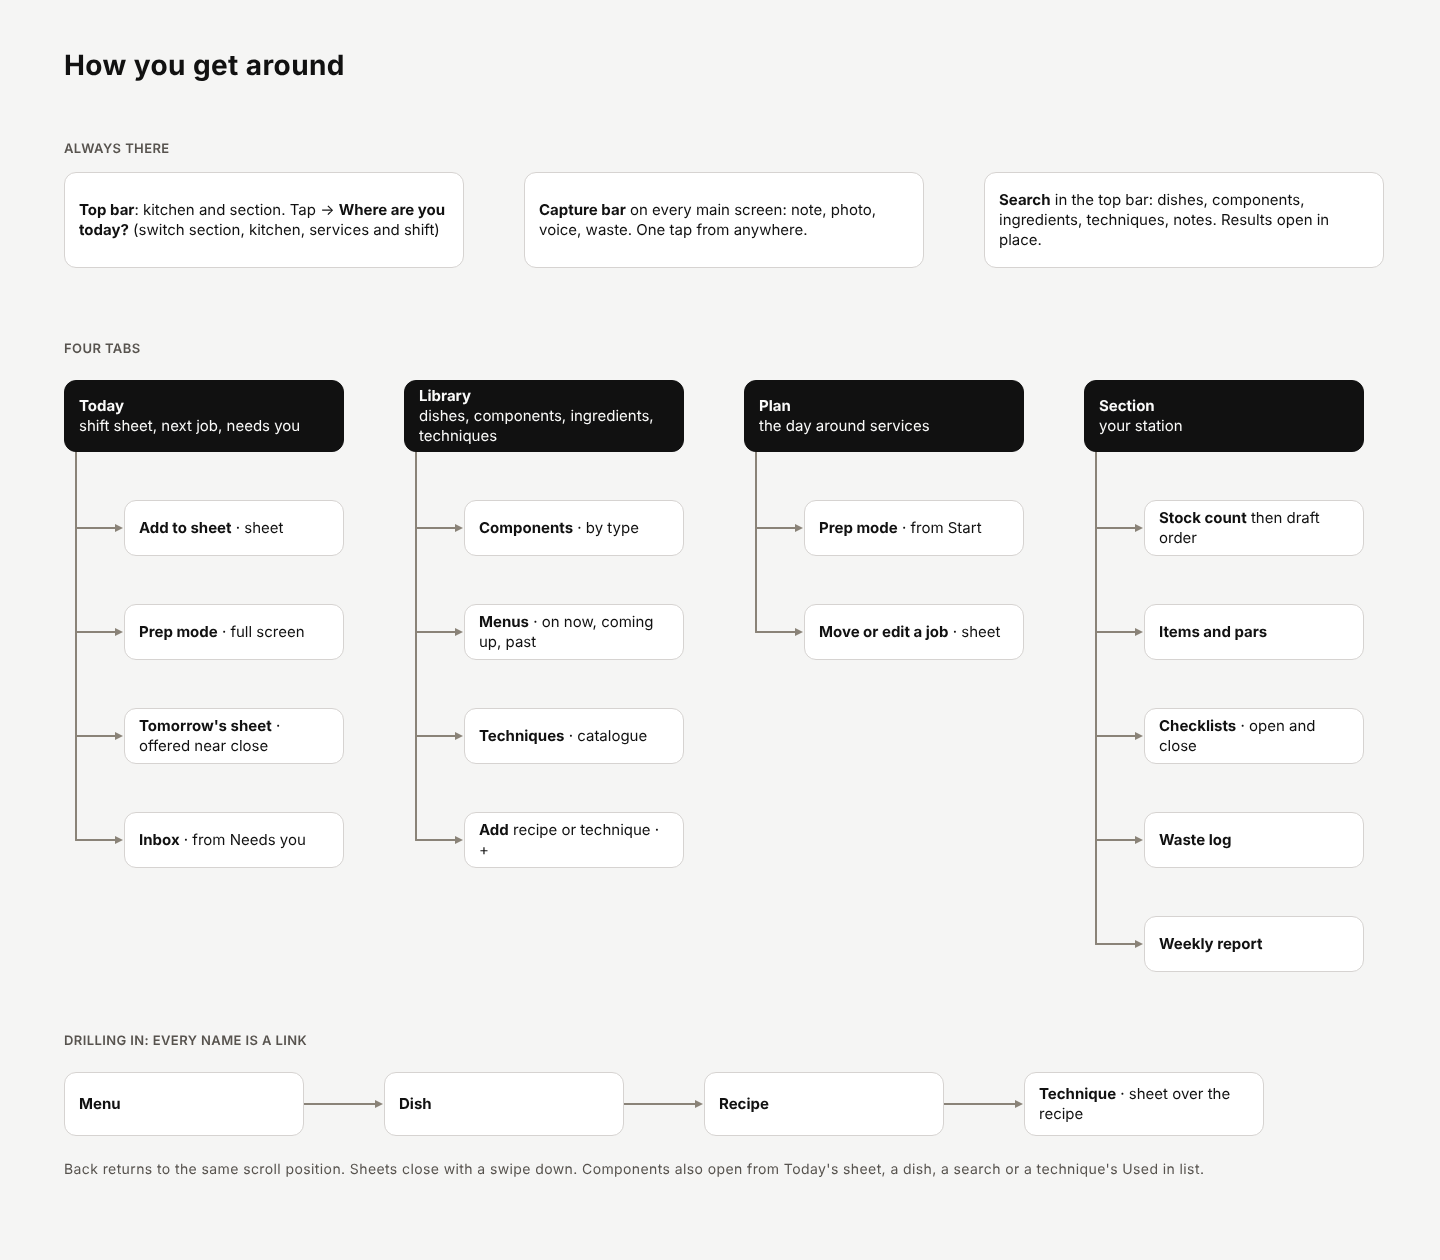 How you get around
ALWAYS THERE
Top bar: kitchen and section. Tap → Where are you
today? (switch section, kitchen, services and shift)
Capture bar on every main screen: note, photo,
voice, waste. One tap from anywhere.
Search in the top bar: dishes, components,
ingredients, techniques, notes. Results open in
place.
FOUR TABS
Today
shift sheet, next job, needs you
Add to sheet · sheet
Prep mode · full screen
Tomorrow's sheet ·
offered near close
Inbox · from Needs you
Library
dishes, components, ingredients,
techniques
Components · by type
Menus · on now, coming
up, past
Techniques · catalogue
Add recipe or technique ·
+
Plan
the day around services
Prep mode · from Start
Move or edit a job · sheet
Section
your station
Stock count then draft
order
Items and pars
Checklists · open and
close
Waste log
Weekly report
DRILLING IN: EVERY NAME IS A LINK
Menu
Dish
Recipe
Technique · sheet over the
recipe
Back returns to the same scroll position. Sheets close with a swipe down. Components also open from Today's sheet, a dish, a search or a technique's Used in list.